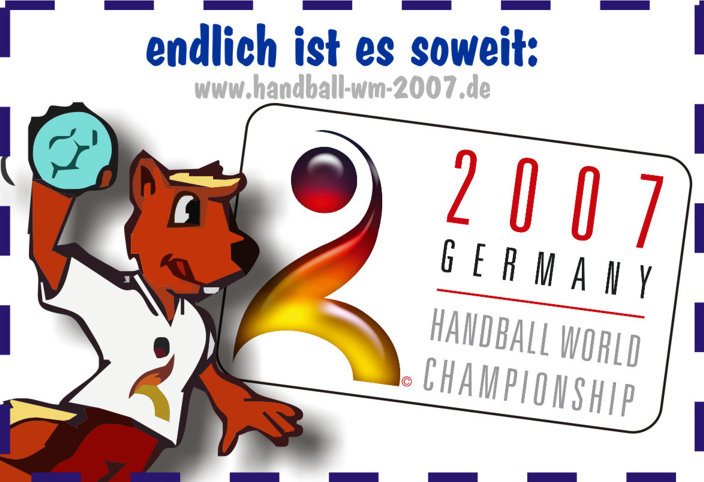 endlich ist es soweit:
www.handball-wm-2007.de
2007
GERMANY
HANDBALL WORLD
CHAMPIONSHIP
©